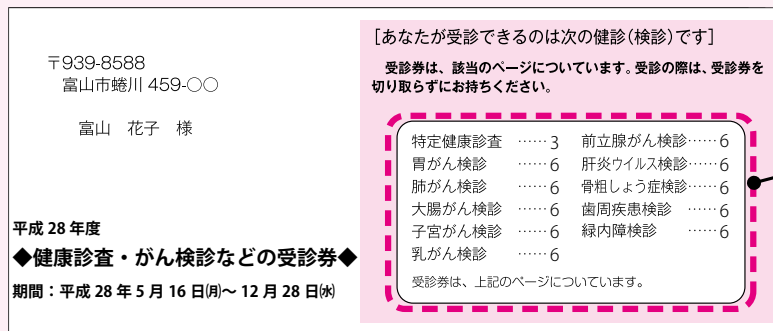 〒939-8588
富山市蜷川 459-○○
富山　花子　様
平成 28 年度
◆健康診査・がん検診などの受診券◆
期間：平成 28 年 5 月 16 日㈪～ 12 月 28 日㈬
［あなたが受診できるのは次の健診（検診）です］
受診券は、該当のページについています。受診の際は、受診券を
切り取らずにお持ちください。
特定健康診査 ……3
胃がん検診 ……6
肺がん検診 ……6
大腸がん検診 ……6
子宮がん検診 ……6
乳がん検診 ……6
前立腺がん検診……6
肝炎ウイルス検診……6
骨粗しょう症検診……6
歯周疾患検診 ……6
緑内障検診 ……6
受診券は、上記のページについています。